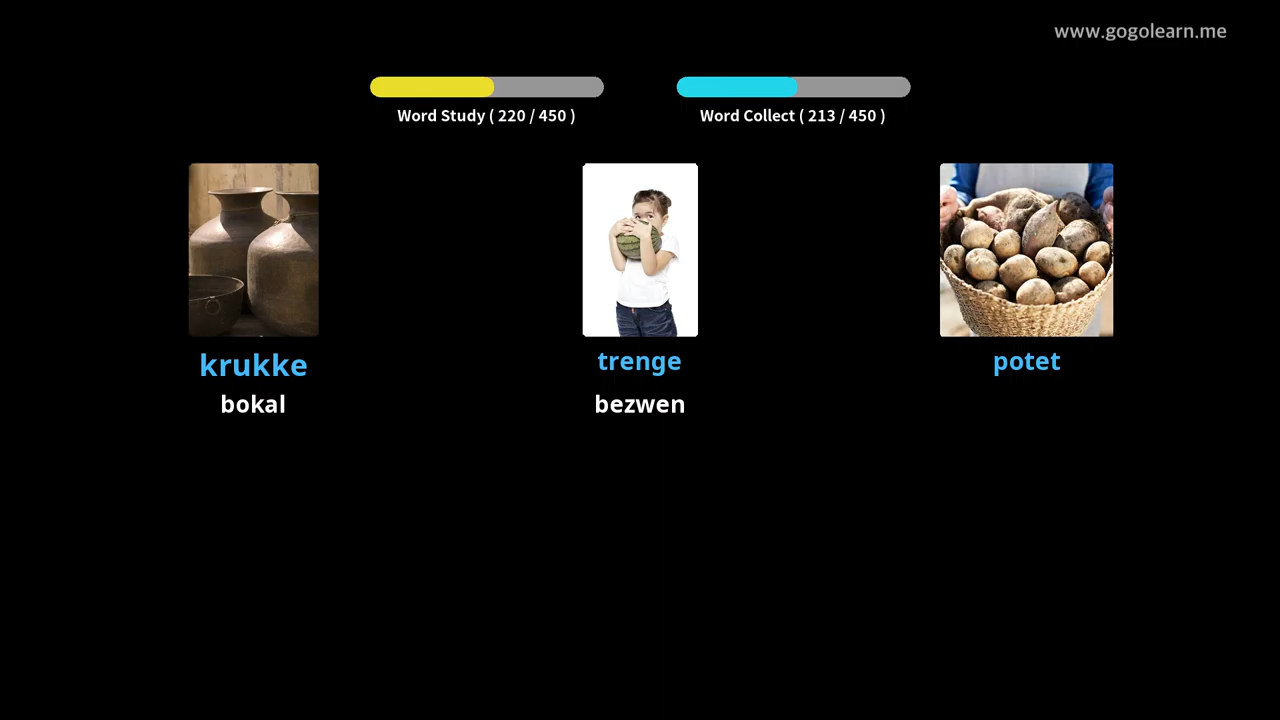 www.gogolearn.me
Word Study ( 220 / 450 )
Word Collect ( 213 / 450 )
krukke
bokal
trenge
bezwen
potet